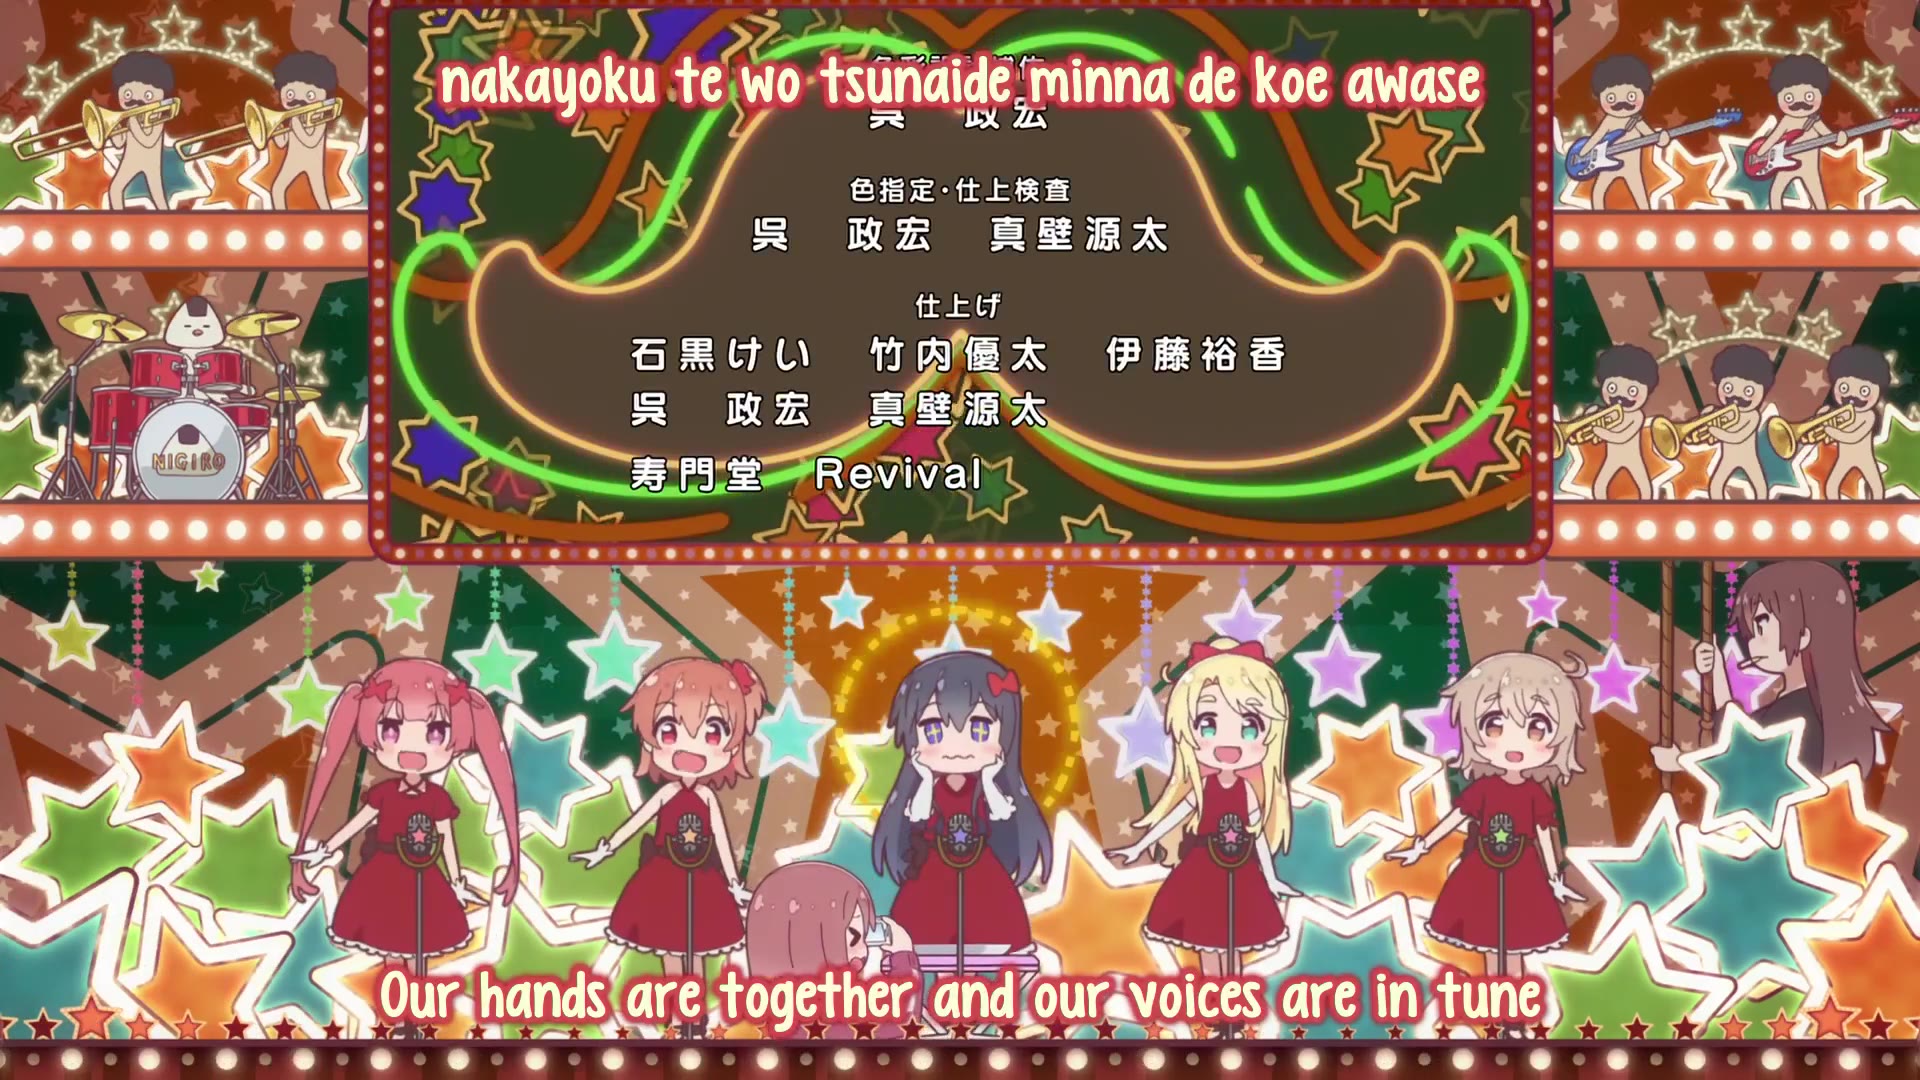 nakayoku te wo tsunaide minna de koe awase
呉 政宏
色指定・仕上検査
呉 政宏 真壁源太
仕上げ
石黒けい 竹内優太 伊藤裕香
呉 政宏 真壁源太
寿門堂 Revival
NIGIRO
Our hands are together and our voices are in tune